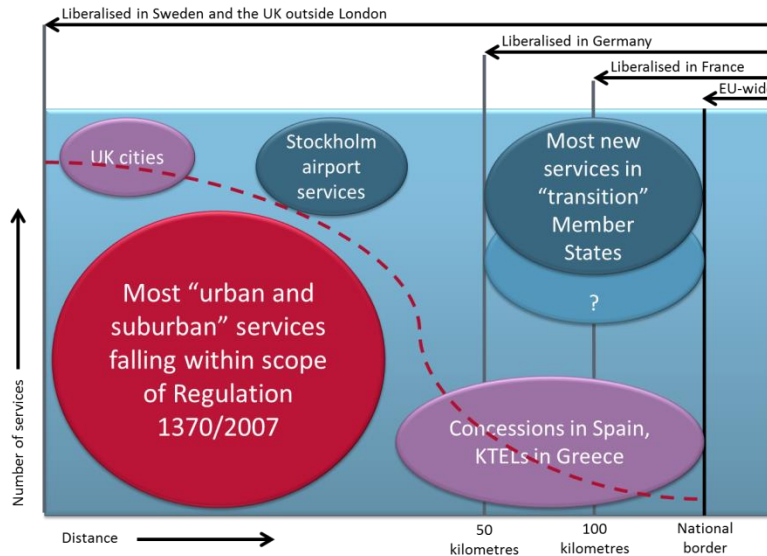 Liberalised in Sweden and the UK outside London
Liberalised in Germany
Liberalised in France
EU-wid
UK cities
Stockholm
airport
services
Most new
services in
“transition”
Member
States
?
Most “urban and
suburban” services
falling within scope
of Regulation
1370/2007
Concessions in Spain,
KTELs in Greece
Number of services
Distance
50
kilometres
100
kilometres
National
border